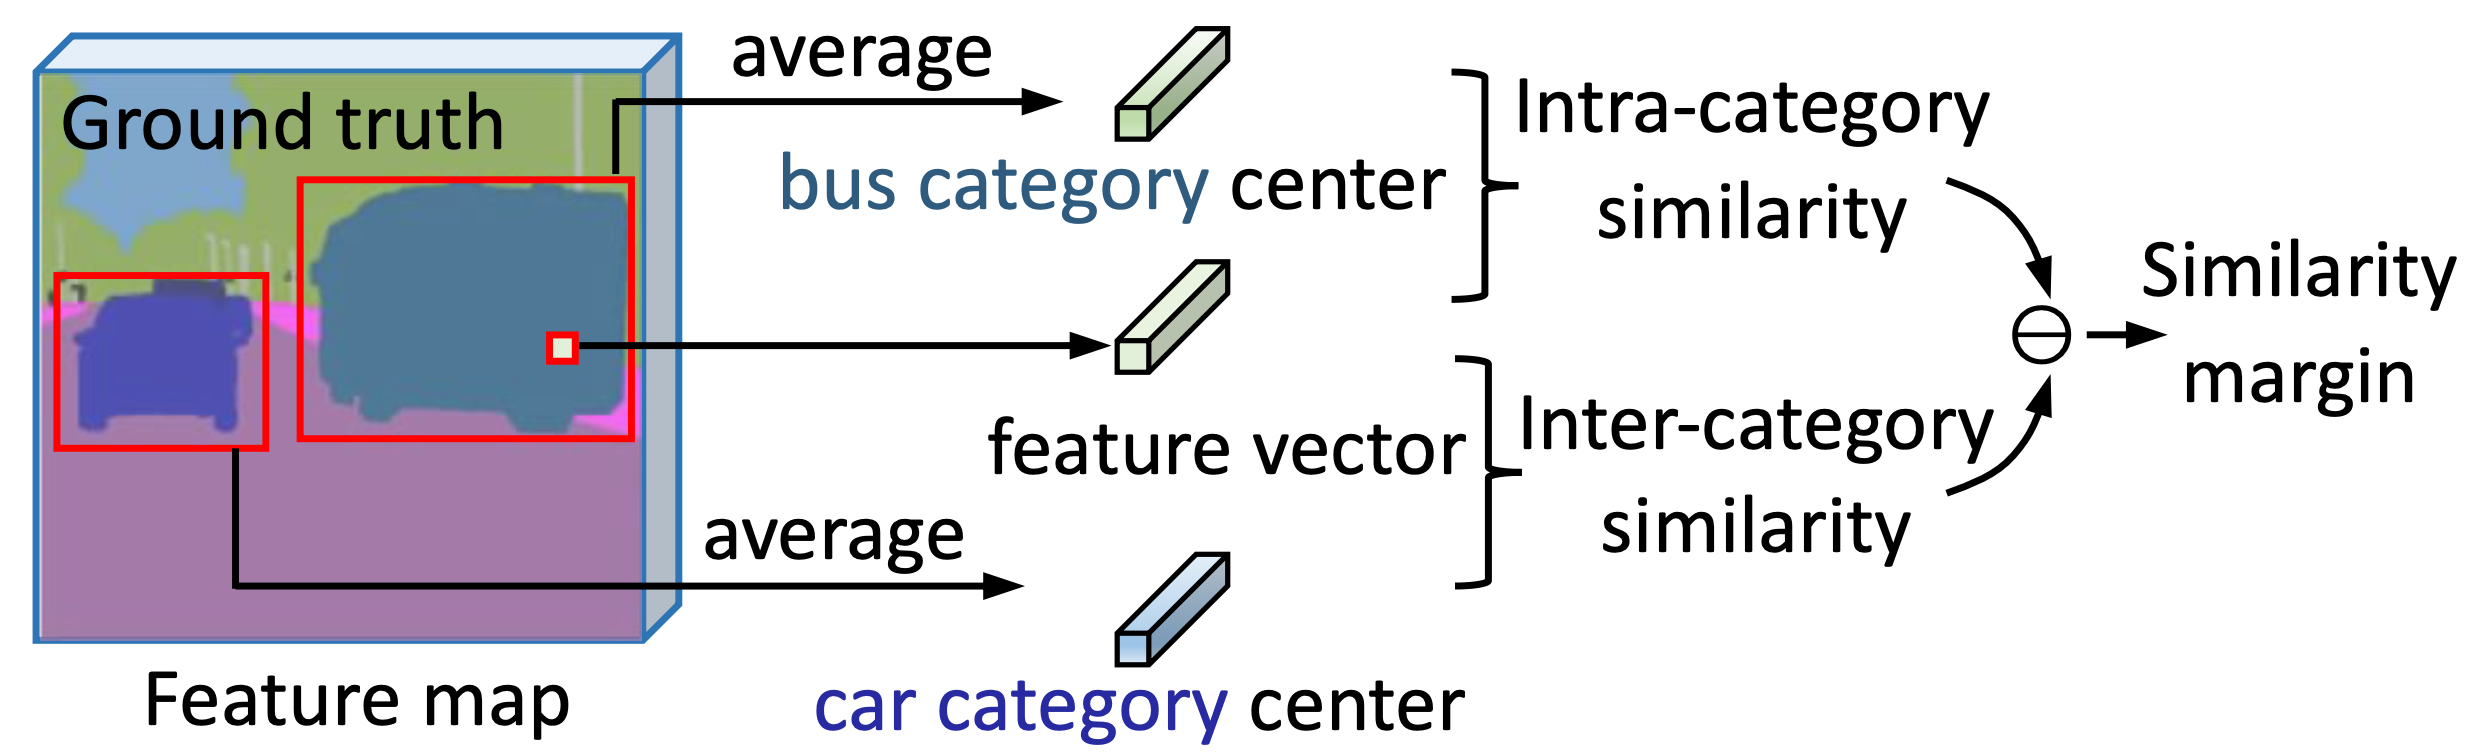 Ground truth
average
bus category center
feature vector
average
car category center
Feature map
Intra-category
similarity
Inter-category
similarity
Similarity
margin